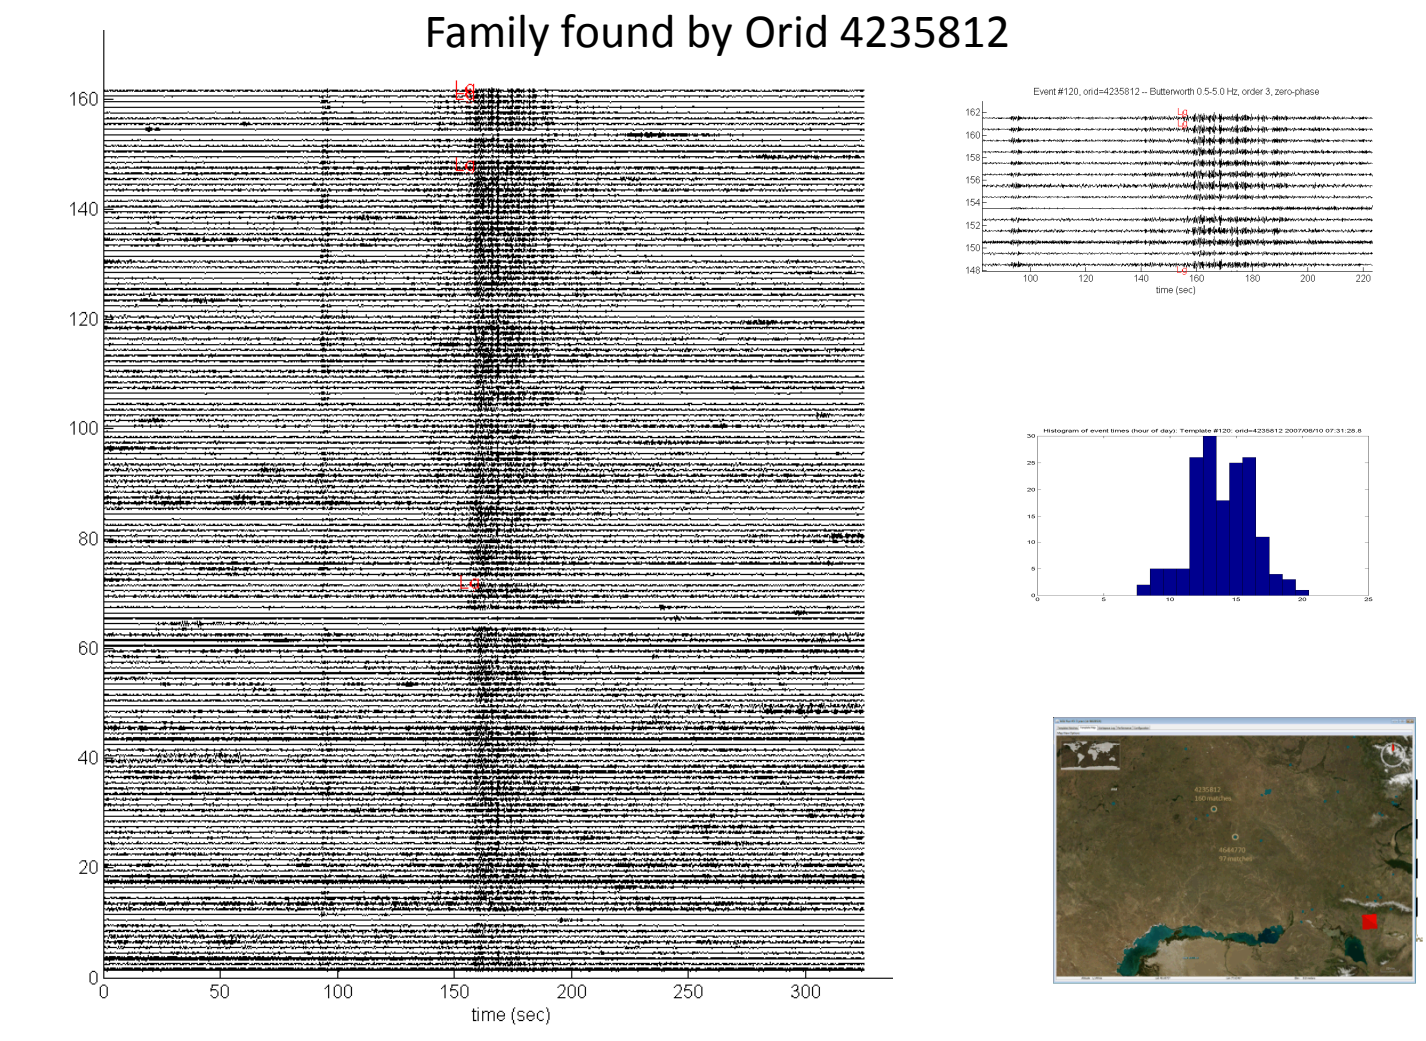 Family found by Orid 4235812
160
140
120
100
80
60
40
20
0
Lg
Lg
Lg
Lg
0 50 100 150 200 250 300
time (sec)
Event #120, orid=4235812 -- Butterworth 0.5-5.0 Hz, order 3, zero-phase
162
160
158
156
154
152
150
148
Lg
Lg
Lg
100 120 140 160 180 200 220
time (sec)
Histogram of event times (hour of day): Template #120: orid=4235812 2007/06/10 07:31:28.8
30
25
20
15
10
5
0
0 5 10 15 20 25
4235812
160 matches
4644770
97 matches